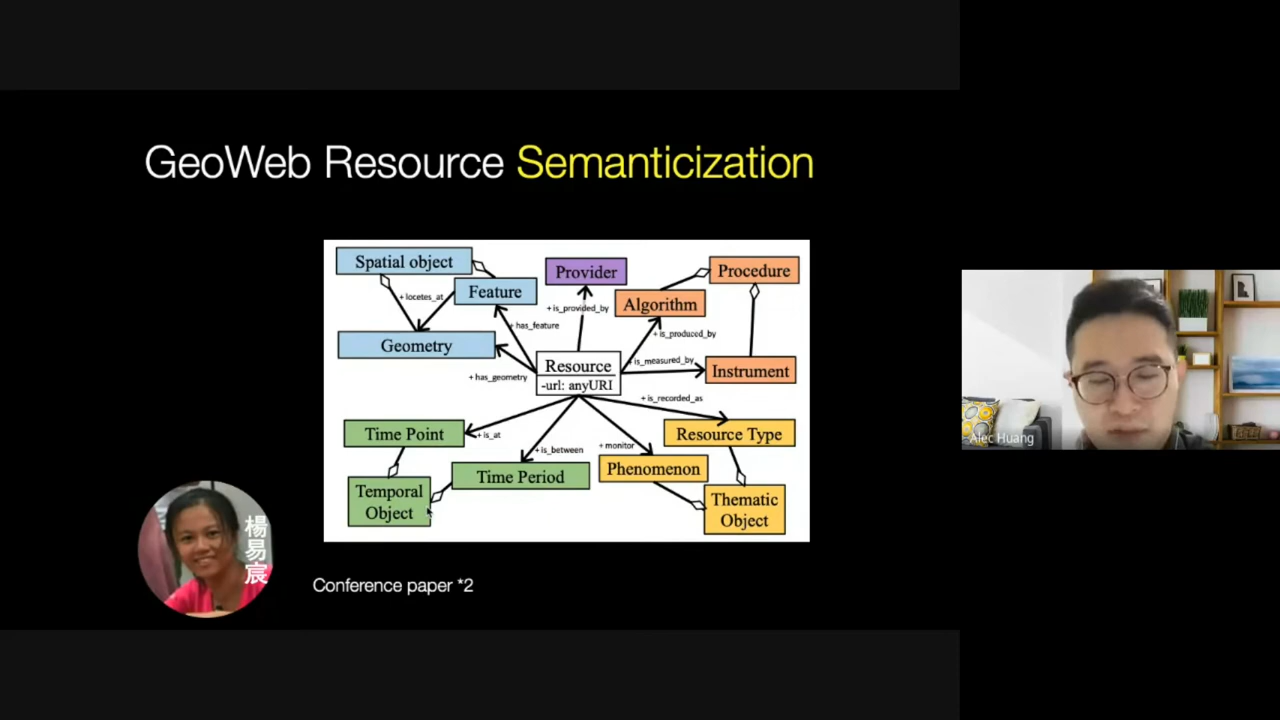 GeoWeb Resource Semanticization
Spatial object
Provider
Procedure
Feature
Algorithm
+ locetes_at
+ is_provided_by
+ has_feature
+ is_produced_by
Geometry
Resource
-url: anyURI
+ is_measured_by
Instrument
+ has_geometry
+ is_recorded_as
Time Point
+ is_at
+ is_between
+ monitor
Resource Type
Time Period
Phenomenon
Temporal
Object
Thematic
Object
楊易宸
Conference paper *2
Alec Huang